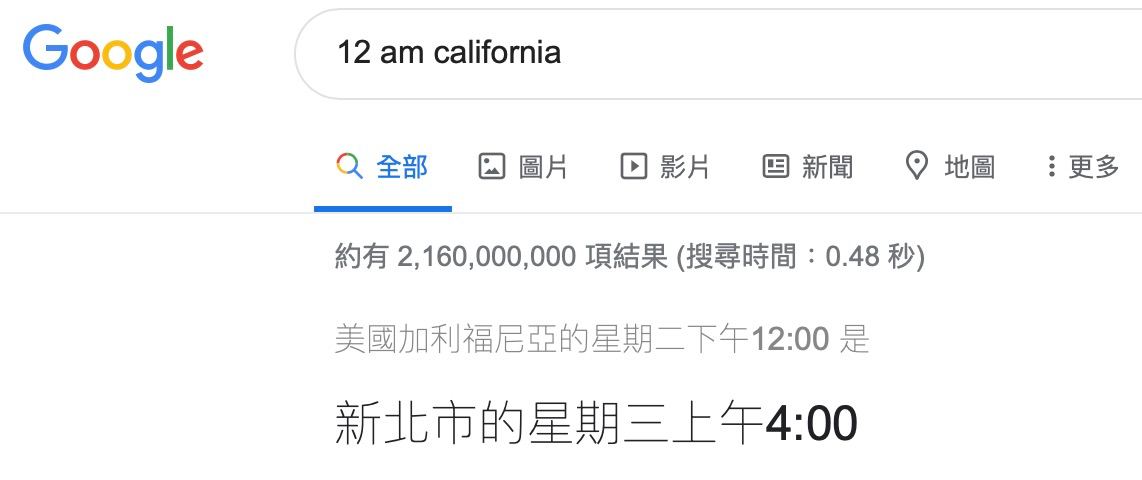 Google
12 am california
全部 圖片 影片 新聞 地圖 更多
約有 2,160,000,000 項結果 (搜尋時間：0.48 秒)
美國加利福尼亞的星期二下午12:00 是
新北市的星期三上午4:00